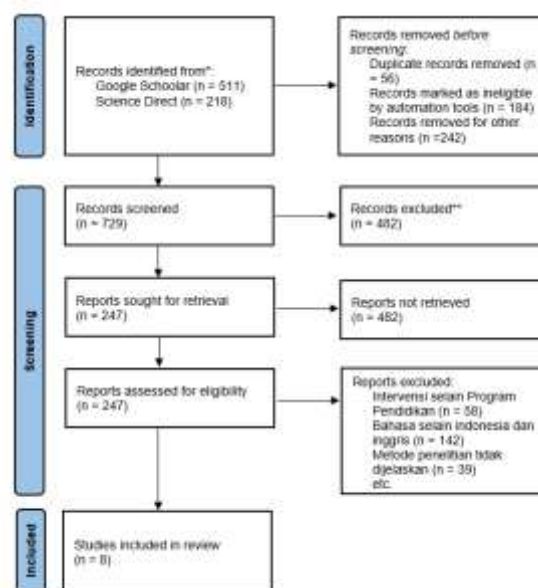 Identification
Records identified from*:
Google Schoolar (n = 511)
Science Direct (n = 218)
Records removed before
screening:
Duplicate records removed (n
= 56)
Records marked as ineligible
by automation tools (n = 184)
Records removed for other
reasons (n =242)
Screening
Records screened
(n = 729)
Records excluded**
(n = 482)
Reports sought for retrieval
(n = 247)
Reports not retrieved
(n = 482)
Reports assessed for eligibility
(n = 247)
Reports excluded:
Intervensi selain Program
Pendidikan (n = 58)
Bahasa selain indonesia dan
inggris (n = 142)
Metode penelitian tidak
dijelaskan (n = 39)
etc.
Included
Studies included in review
(n = 8)